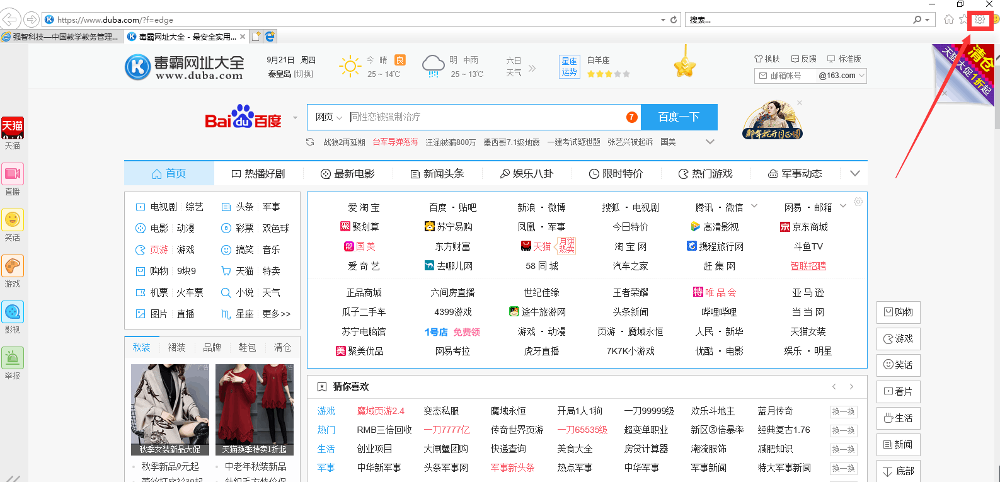 https://www.duba.com/?f=edge
搜索...
强智科技—中国教学教务管理...
毒霸网址大全 - 最安全实用...
毒霸网址大全
www.duba.com
9月21日 周四
秦皇岛 [切换]
今 晴 良
25 ~ 14℃
明 中雨
25 ~ 13℃
六日
天气
星座
运势
白羊座
换肤 反馈 标准版
邮箱帐号 @163.com
清仓
天猫大促1折起
天猫
直播
笑话
游戏
影视
举报
Bai du 百度
网页 同性恋被强制治疗 7 百度一下
战狼2再延期 台军导弹落海 汪涵被骗800万 墨西哥7.1级地震 一建考试疑泄题 张艺兴被起诉 国美
那年花开月正圆
首页 热播好剧 最新电影 新闻头条 娱乐八卦 限时特价 热门游戏 军事动态
电视剧 综艺 头条 军事
电影 动漫 彩票 双色球
页游 游戏 搞笑 音乐
购物 9块9 天猫 特卖
机票 火车票 小说 天气
图片 直播 星座 更多>>
爱淘宝 百度·贴吧 新浪·微博 搜狐·电视剧 腾讯·微信 网易·邮箱
聚 聚划算 苏宁易购 凤凰·军事 今日特价 高清影视 京 京东商城
国美 东方财富 天猫 月饼热卖 淘宝网 携程旅行网 斗鱼TV
爱奇艺 去哪儿网 58同城 汽车之家 赶集网 智联招聘
正品商城 六间房直播 世纪佳缘 王者荣耀 特 唯品会 亚马逊
瓜子二手车 4399游戏 途牛旅游网 头条新闻 哔哩哔哩 当当网
苏宁电脑馆 1号店 免费领 游戏·动漫 页游·魔域永恒 人民·新华 天猫女装
美 聚美优品 网易考拉 虎牙直播 7K7K小游戏 优酷·电影 娱乐·明星
秋装 裙装 品牌 鞋包 清仓
秋季女装新品大促
天猫换季特卖1折起
秋季新品9元起 中老年秋装新品
猜你喜欢
游戏 魔域页游2.4 变态私服 魔域永恒 开局1人1狗 一刀99999级 欢乐斗地主 蓝月传奇 换一换
热门 RMB三倍回收 一刀7777亿 传奇世界页游 一刀65535级 超变单职业 新区③倍暴率 经典复古1.76 换一换
生活 创业项目 大闸蟹团购 快递查询 美食大全 房贷计算器 潮流服饰 减肥知识 换一换
军事 中华新军事 头条军事网 军事新头条 热点军事 中华军事 军事新闻 特大军事新闻 换一换
购物
游戏
笑话
看片
生活
新闻
底部